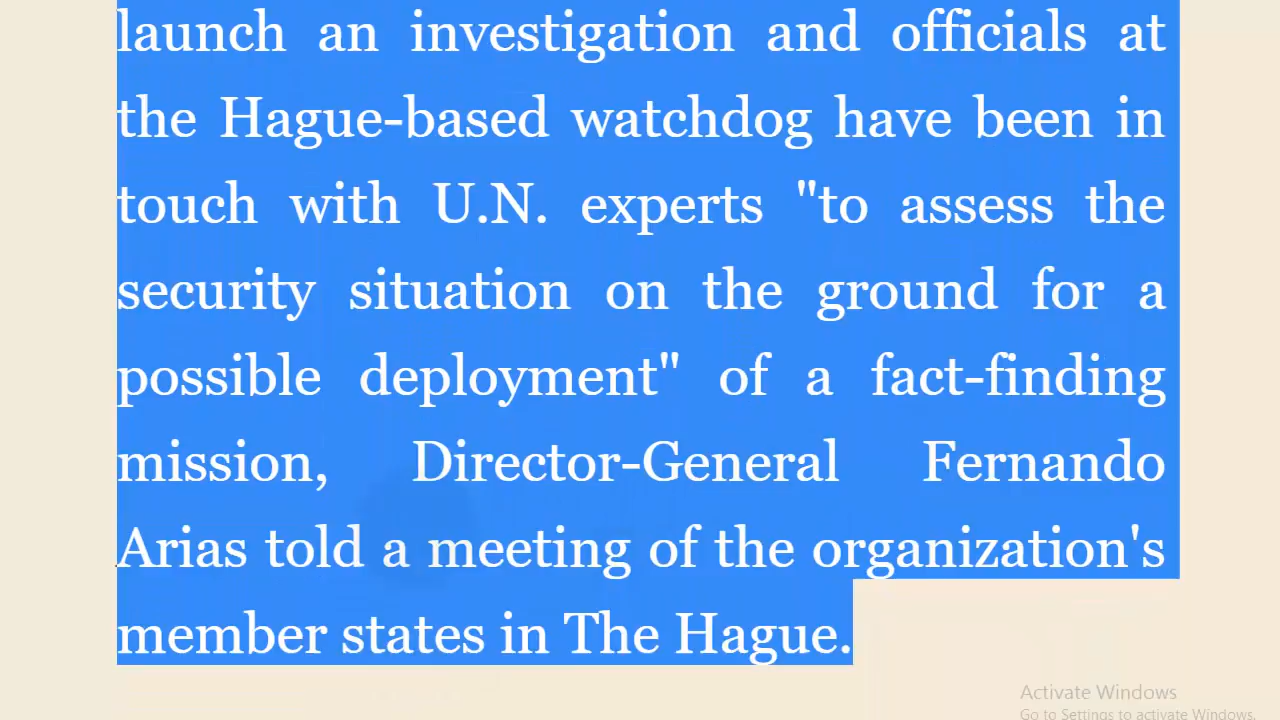 launch an investigation and officials at
the Hague-based watchdog have been in
touch with U.N. experts "to assess the
security situation on the ground for a
possible deployment" of a fact-finding
mission, Director-General Fernando
Arias told a meeting of the organization's
member states in The Hague.
Activate Windows
Go to Settings to activate Windows.